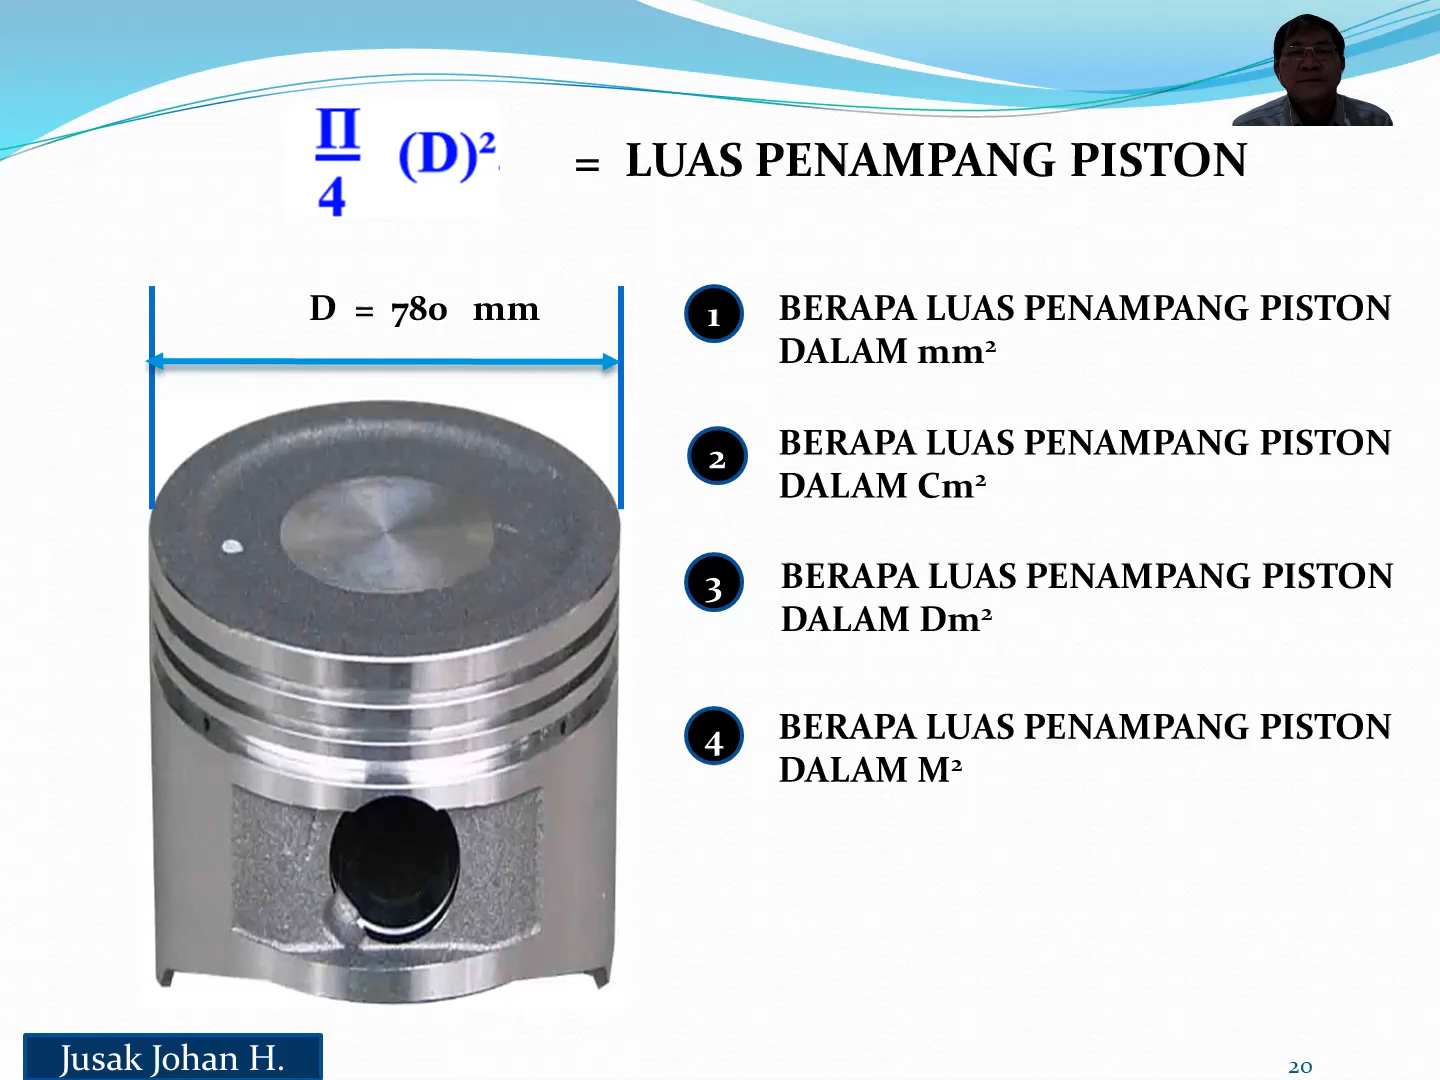 Π
4 (D)².
= LUAS PENAMPANG PISTON
D = 780 mm
1 BERAPA LUAS PENAMPANG PISTON
DALAM mm²
2 BERAPA LUAS PENAMPANG PISTON
DALAM Cm²
3 BERAPA LUAS PENAMPANG PISTON
DALAM Dm²
4 BERAPA LUAS PENAMPANG PISTON
DALAM M²
Jusak Johan H.
20